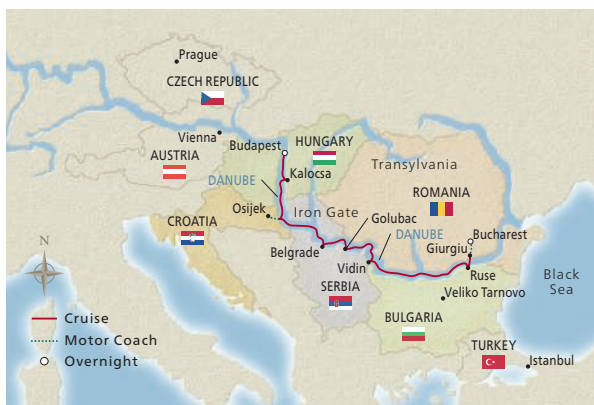 Prague
CZECH REPUBLIC
Vienna
Budapest
HUNGARY
AUSTRIA
Kalocsa
Transylvania
DANUBE
ROMANIA
Osijek
Iron Gate
Golubac
CROATIA
DANUBE
Bucharest
Belgrade
Giurgiu
N
Vidin
Ruse
Black
Sea
SERBIA
Veliko Tarnovo
Cruise
BULGARIA
Motor Coach
TURKEY
Overnight
Istanbul